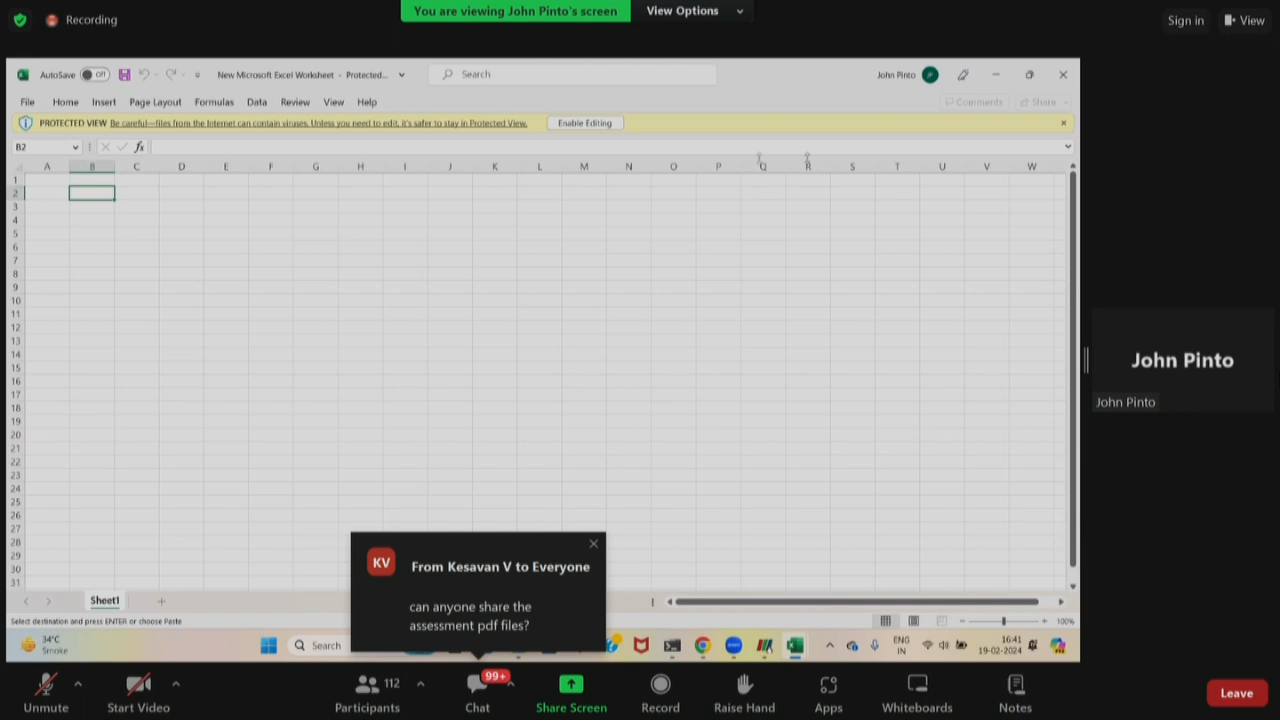 Recording
You are viewing John Pinto's screen
View Options
Sign in
View
AutoSave Off
New Microsoft Excel Worksheet - Protected...
Search
John Pinto
File Home Insert Page Layout Formulas Data Review View Help
Comments Share
PROTECTED VIEW Be careful—files from the Internet can contain viruses. Unless you need to edit, it's safer to stay in Protected View. Enable Editing
B2 fx
A B C D E F G H I J K L M N O P Q R S T U V W
1
2
3
4
5
6
7
8
9
10
11
12
13
14
15
16
17
18
19
20
21
22
23
24
25
26
27
28
29
30
31
John Pinto
John Pinto
KV
From Kesavan V to Everyone
can anyone share the
assessment pdf files?
Sheet1
Select destination and press ENTER or choose Paste
100%
34°C
Smoke
Search
ENG
IN
16:41
19-02-2024
Unmute
Start Video
112
Participants
99+
Chat
Share Screen
Record
Raise Hand
Apps
Whiteboards
Notes
Leave